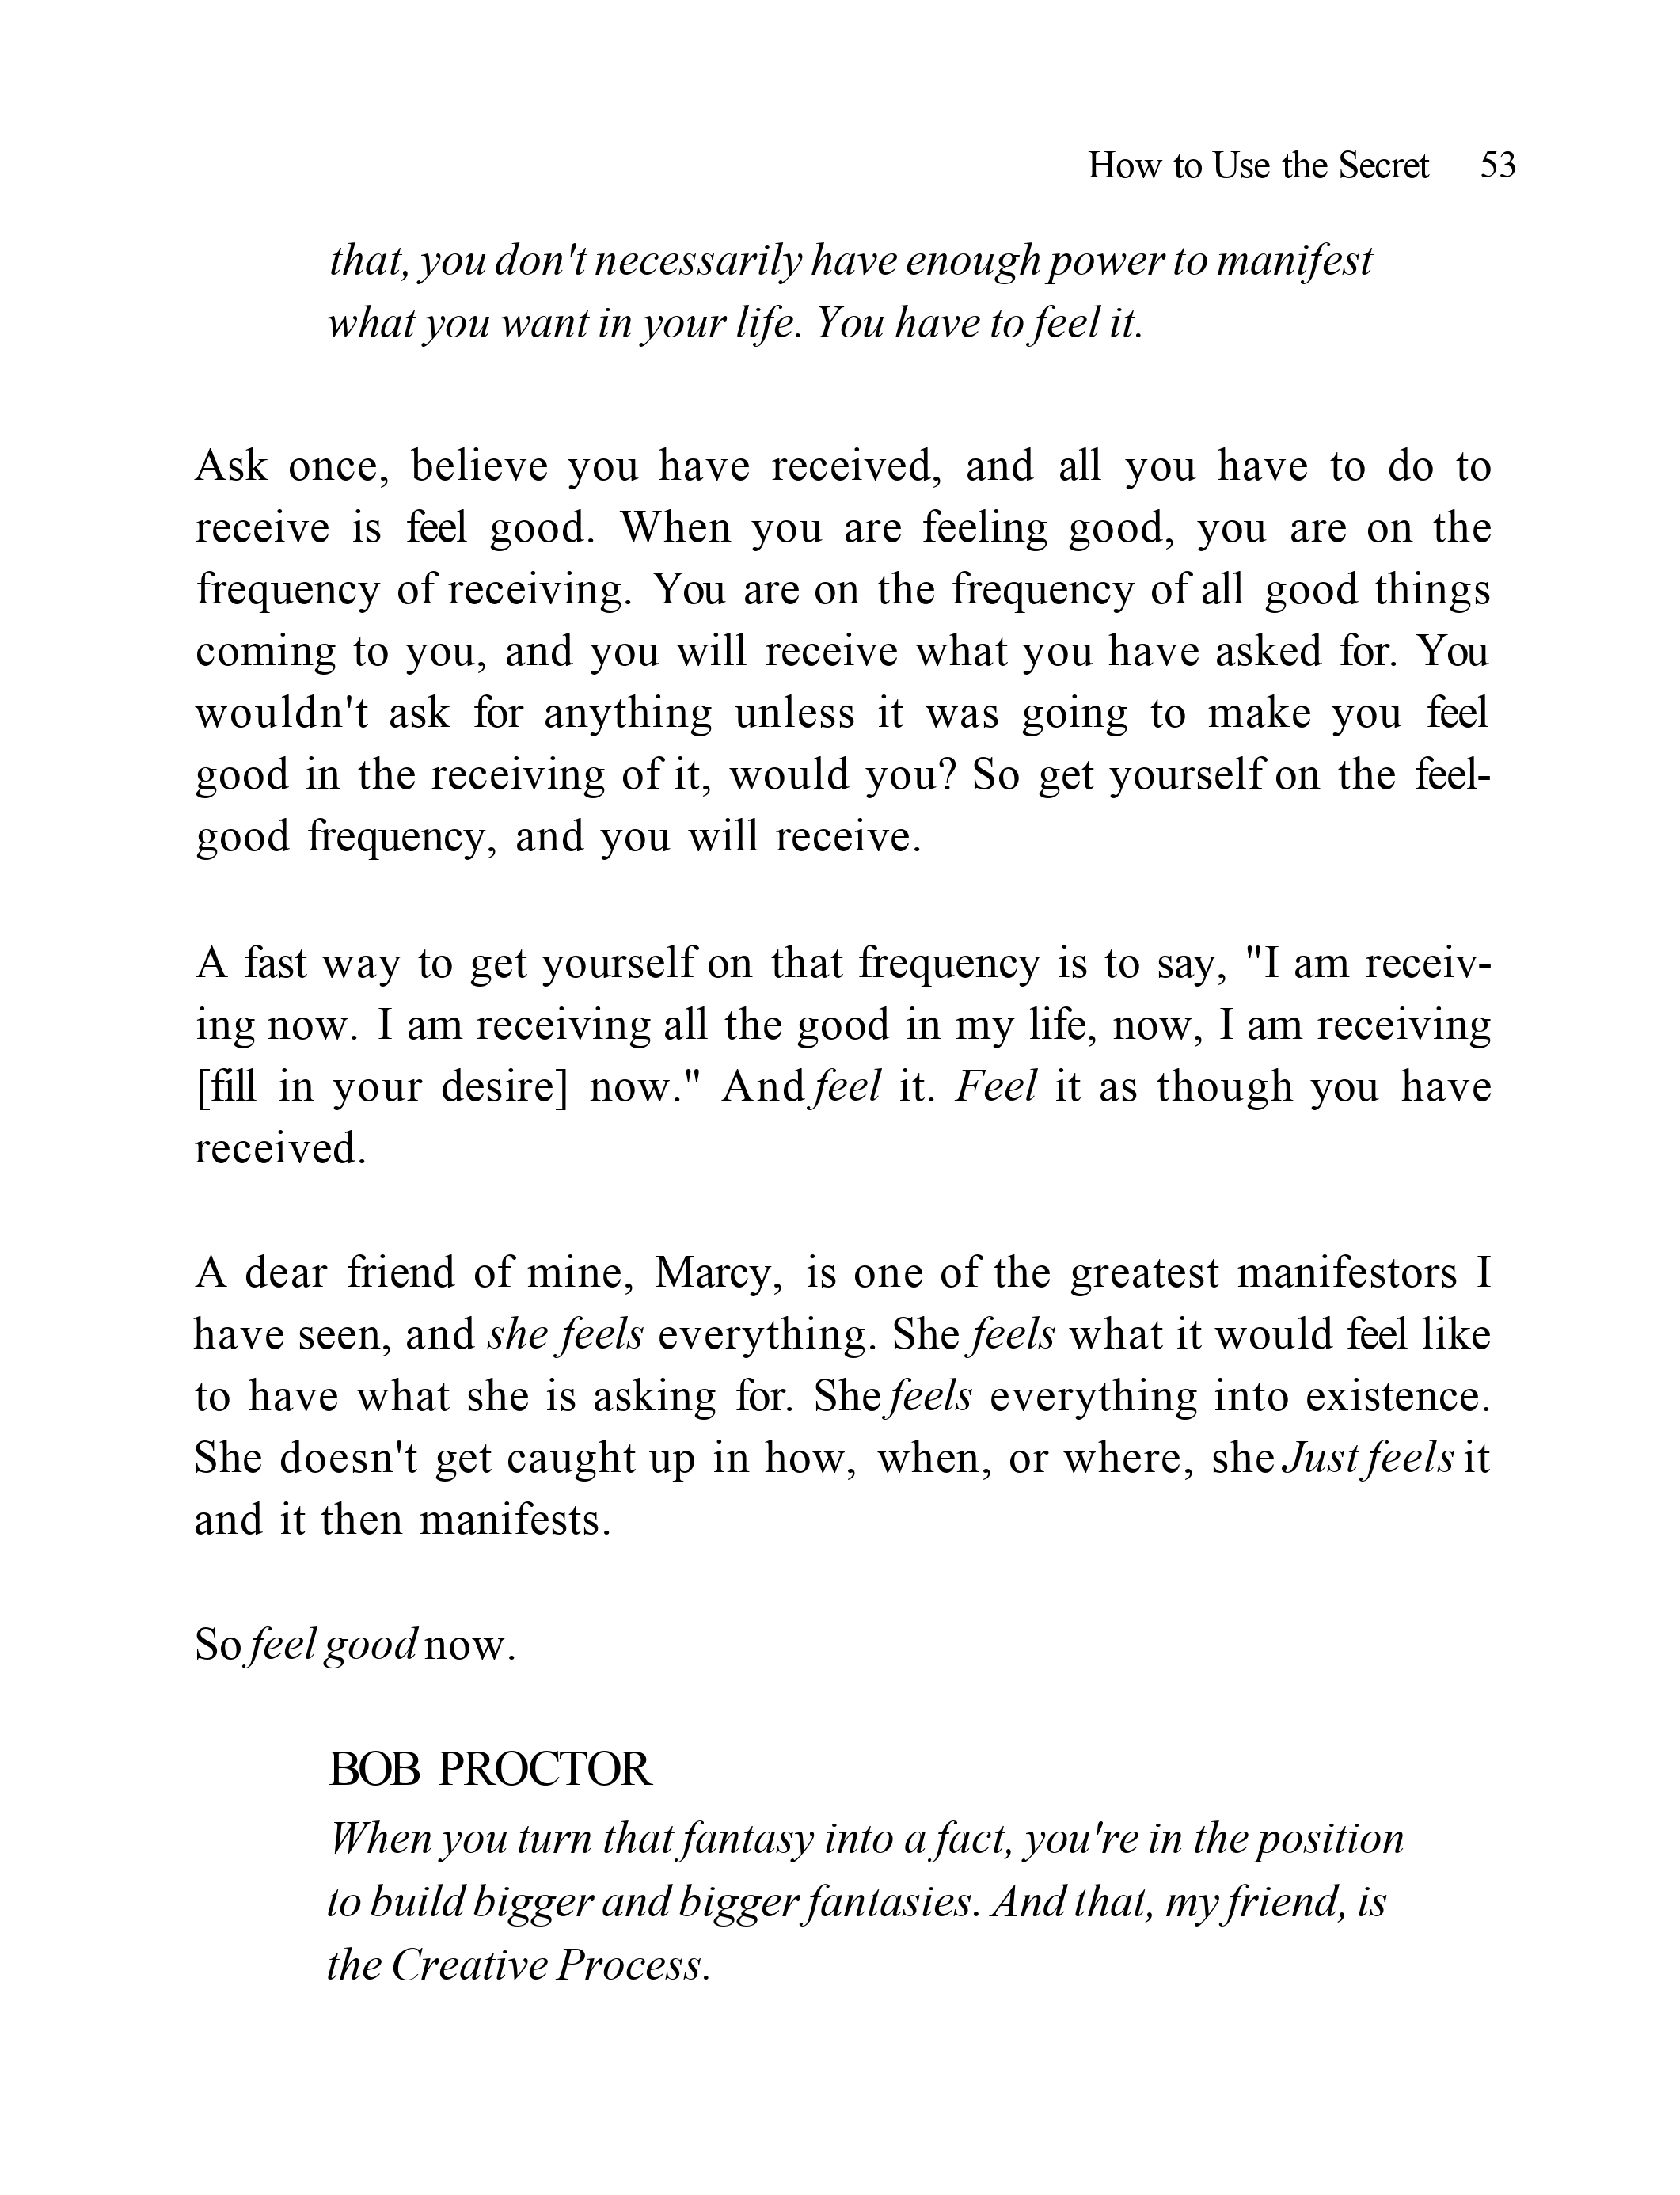 How to Use the Secret 53
that, you don't necessarily have enough power to manifest
what you want in your life. You have to feel it.
Ask once, believe you have received, and all you have to do to
receive is feel good. When you are feeling good, you are on the
frequency of receiving. You are on the frequency of all good things
coming to you, and you will receive what you have asked for. You
wouldn't ask for anything unless it was going to make you feel
good in the receiving of it, would you? So get yourself on the feel-
good frequency, and you will receive.
A fast way to get yourself on that frequency is to say, "I am receiv-
ing now. I am receiving all the good in my life, now, I am receiving
[fill in your desire] now." And feel it. Feel it as though you have
received.
A dear friend of mine, Marcy, is one of the greatest manifestors I
have seen, and she feels everything. She feels what it would feel like
to have what she is asking for. She feels everything into existence.
She doesn't get caught up in how, when, or where, she Just feels it
and it then manifests.
So feel good now.
BOB PROCTOR
When you turn that fantasy into a fact, you're in the position
to build bigger and bigger fantasies. And that, my friend, is
the Creative Process.